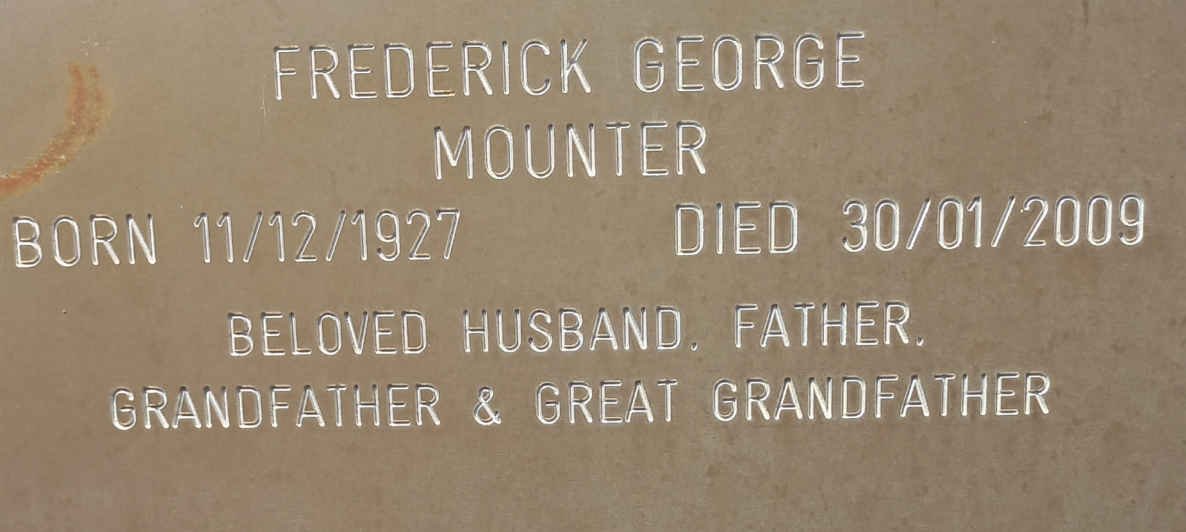 FREDERICK GEORGE
MOUNTER
BORN 11/12/1927 DIED 30/01/2009
BELOVED HUSBAND. FATHER.
GRANDFATHER & GREAT GRANDFATHER